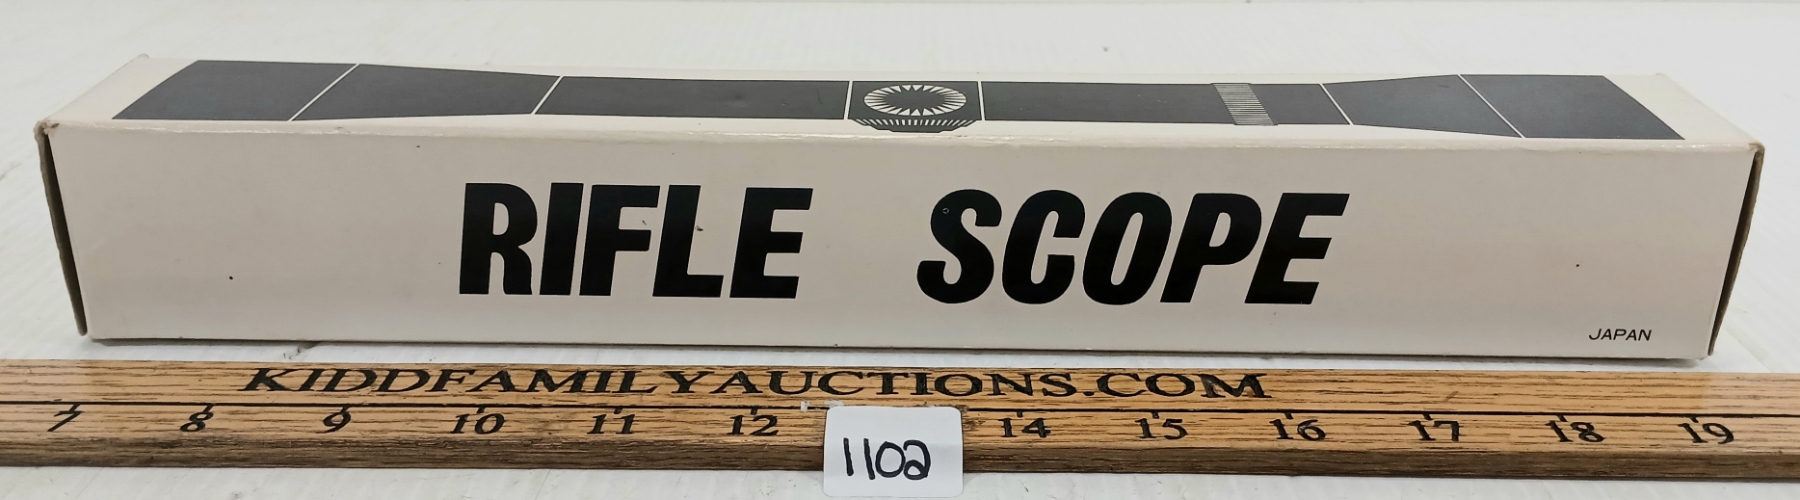 RIFLE SCOPE
JAPAN
KIDDFAMILYAUCTIONS.COM
7 8 9 10 11 12 14 15 16 17 18 19
1102